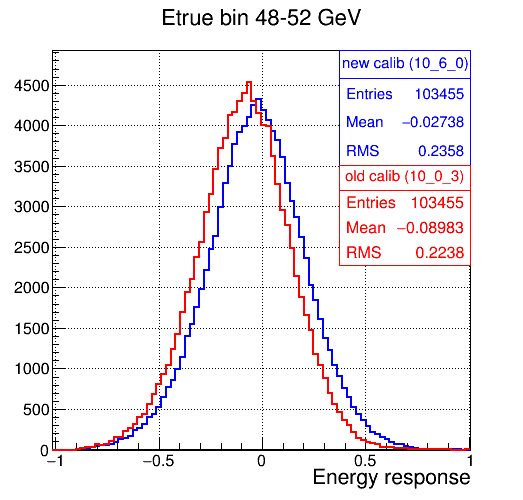 Etrue bin 48-52 GeV
new calib (10_6_0)
Entries 103455
Mean −0.02738
RMS 0.2358
old calib (10_0_3)
Entries 103455
Mean −0.08983
RMS 0.2238
4500
4000
3500
3000
2500
2000
1500
1000
500
0
−1 −0.5 0 0.5 1
Energy response